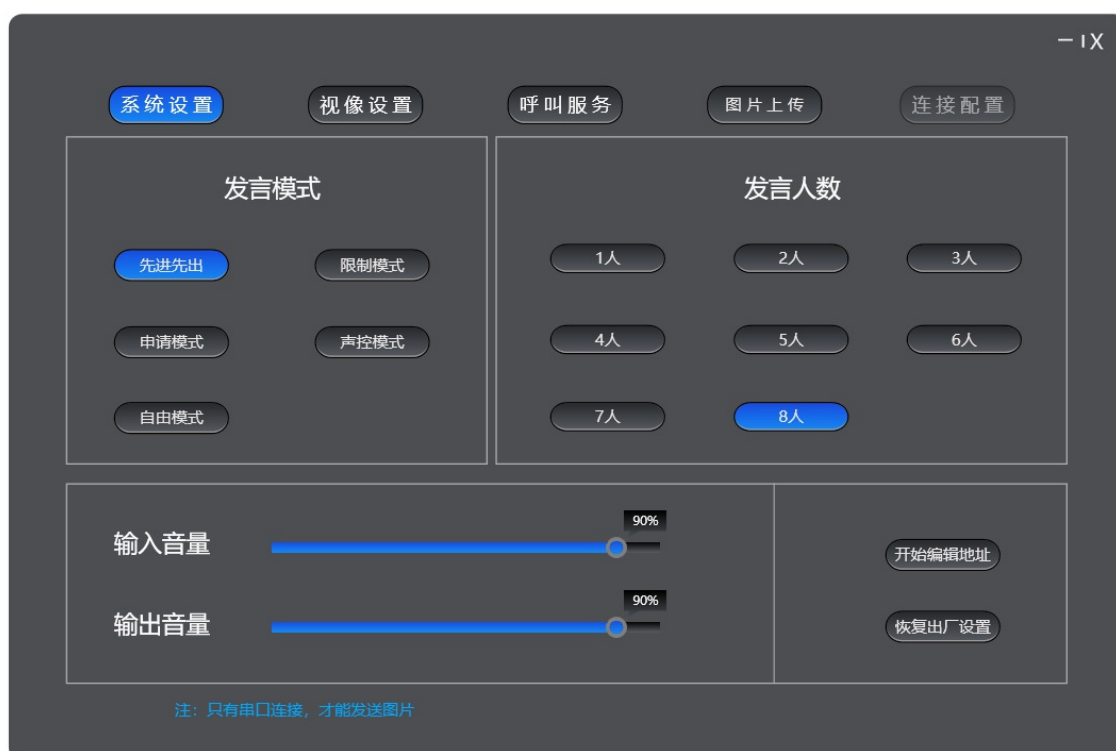 系统设置 视像设置 呼叫服务 图片上传 连接配置
发言模式 发言人数
先进先出 限制模式 1人 2人 3人
申请模式 声控模式 4人 5人 6人
自由模式 7人 8人
90%
输入音量 开始编辑地址
90%
输出音量 恢复出厂设置
注：只有串口连接，才能发送图片